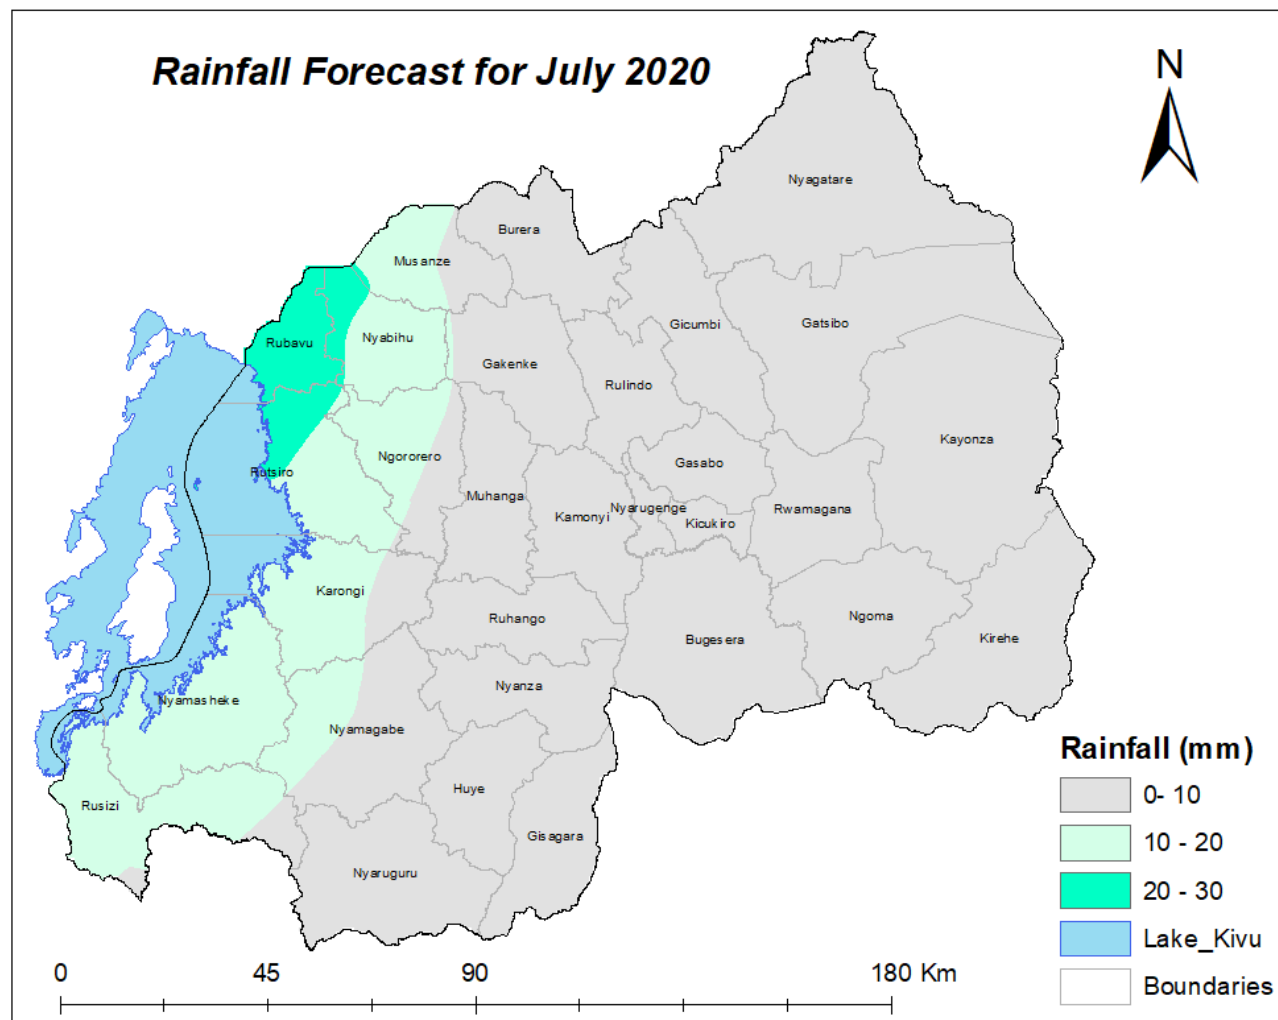 Rainfall Forecast for July 2020
N
Nyagatare
Burera
Musanze
Gicumbi
Gatsibo
Rubavu
Nyabihu
Gakenke
Rulindo
Kayonza
Ngororero
Gasabo
Rutsiro
Muhanga
Nyarugenge
Rwamagana
Kamonyi
Kicukiro
Karongi
Ruhango
Ngoma
Bugesera
Kirehe
Nyanza
Nyamasheke
Nyamagabe
Huye
Rusizi
Gisagara
Nyaruguru
Rainfall (mm)
0- 10
10 - 20
20 - 30
Lake_Kivu
Boundaries
0 45 90 180 Km